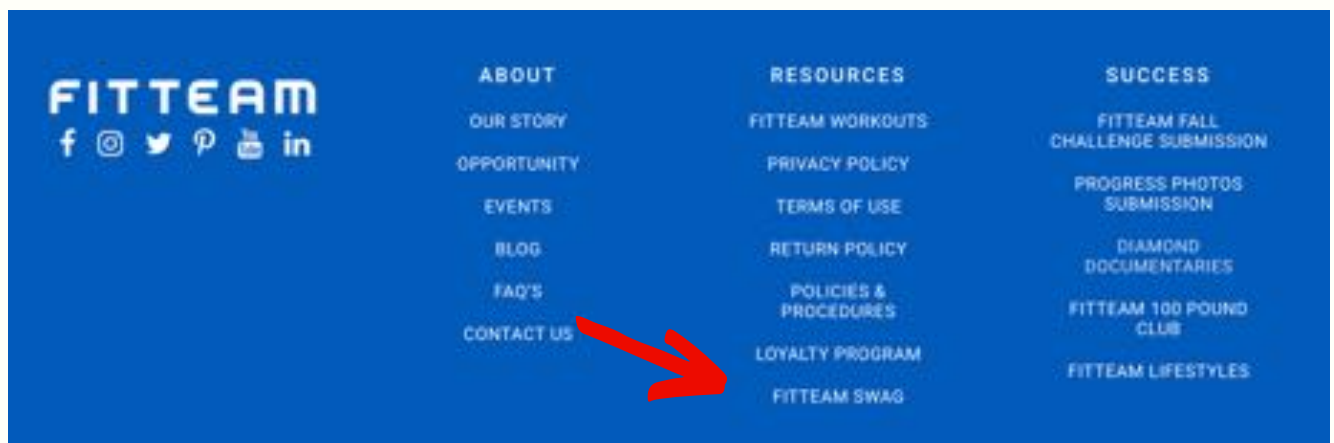 FITTEAM
ABOUT
OUR STORY
OPPORTUNITY
EVENTS
BLOG
FAQ'S
CONTACT US
RESOURCES
FITTEAM WORKOUTS
PRIVACY POLICY
TERMS OF USE
RETURN POLICY
POLICIES &
PROCEDURES
LOYALTY PROGRAM
FITTEAM SWAG
SUCCESS
FITTEAM FALL
CHALLENGE SUBMISSION
PROGRESS PHOTOS
SUBMISSION
DIAMOND
DOCUMENTARIES
FITTEAM 100 POUND
CLUB
FITTEAM LIFESTYLES